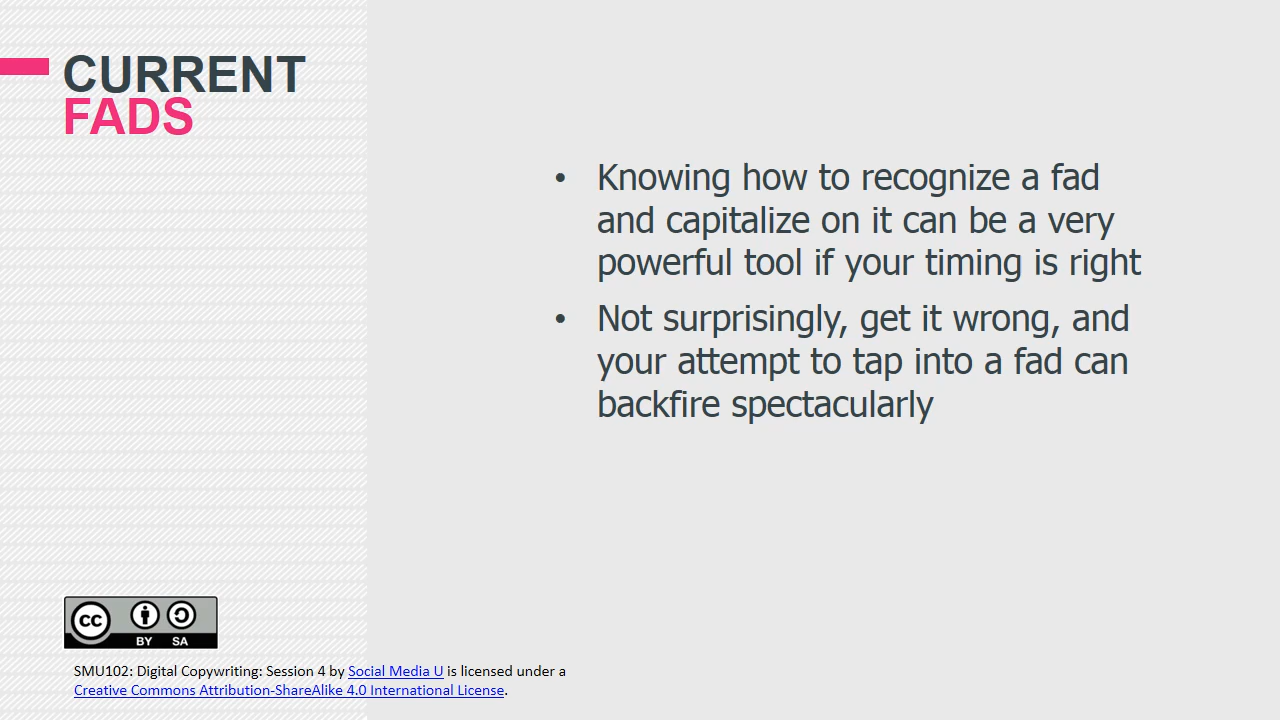 CURRENT
FADS
• Knowing how to recognize a fad
and capitalize on it can be a very
powerful tool if your timing is right
• Not surprisingly, get it wrong, and
your attempt to tap into a fad can
backfire spectacularly
CC
BY SA
SMU102: Digital Copywriting: Session 4 by Social Media U is licensed under a
Creative Commons Attribution-ShareAlike 4.0 International License.